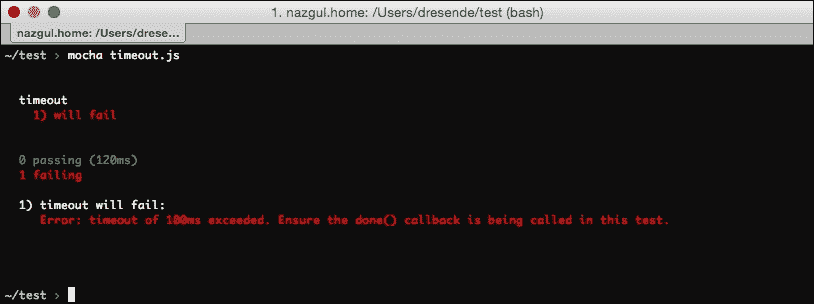 1. nazgul.home: /Users/dresende/test (bash)
nazgul.home: /Users/drese...
~/test > mocha timeout.js
timeout
1) will fail
0 passing (120ms)
1 failing
1) timeout will fail:
Error: timeout of 100ms exceeded. Ensure the done() callback is being called in this test.
~/test >